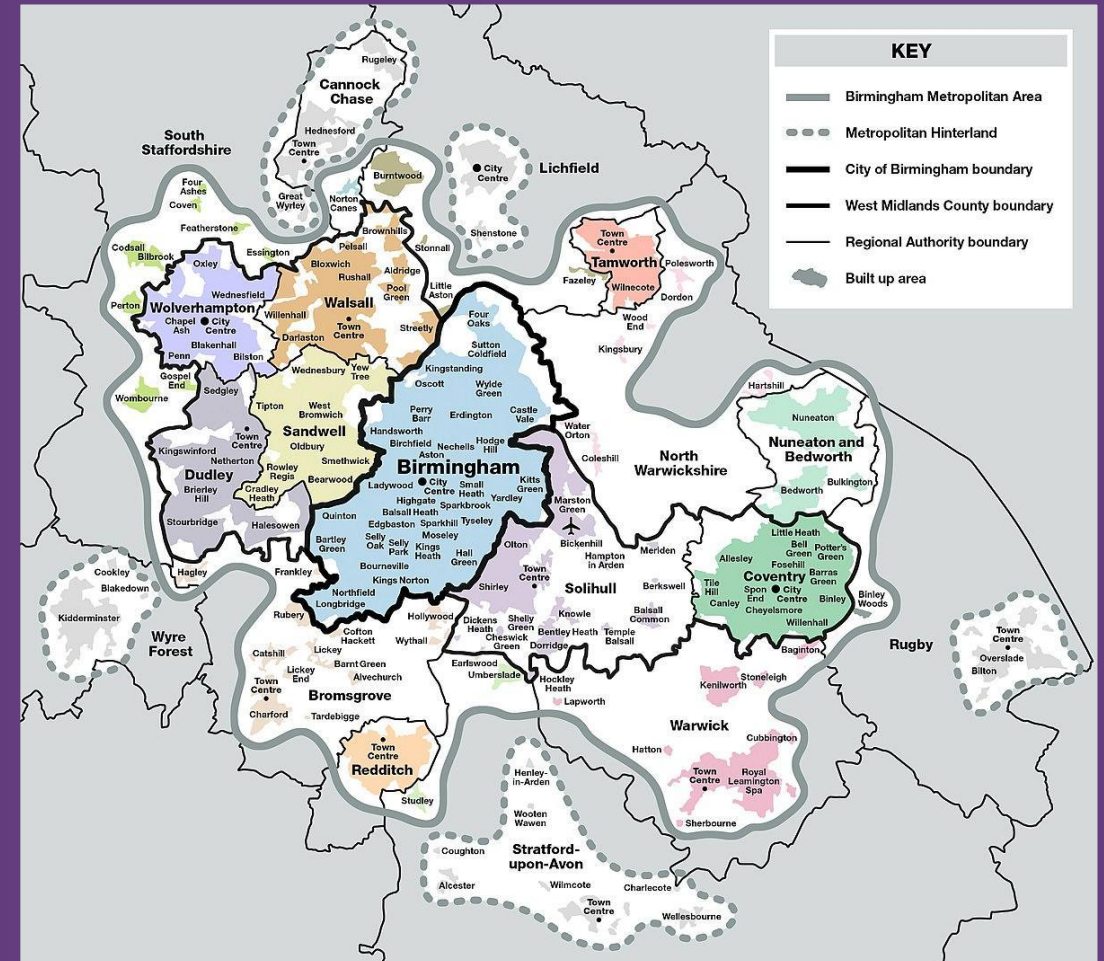 KEY
Birmingham Metropolitan Area
Metropolitan Hinterland
City of Birmingham boundary
West Midlands County boundary
Regional Authority boundary
Built up area
Rugeley
Cannock
Chase
Hednesford
Town
Centre
Great
Wyrley
South
Staffordshire
Four
Ashes
Coven
Featherstone
Norton
Canes
Burntwood
City
Centre
Lichfield
Shenstone
Codsall
Bilbrook
Essington
Brownhills
Stonnall
Oxley
Wednesfield
Wolverhampton
Chapel
Ash
City
Centre
Blakenhall
Penn
Bilston
Perton
Pelsall
Bloxwich
Rushall
Aldridge
Pool
Green
Walsall
Willenhall
Town
Centre
Darlaston
Streetly
Little
Aston
Town
Centre
Tamworth
Fazeley
Wilnecote
Polesworth
Dordon
Wood
End
Kingsbury
Four
Oaks
Sutton
Coldfield
Kingstanding
Oscott
Wylde
Green
Perry
Barr
Erdington
Castle
Vale
Handsworth
Birchfield
Aston
Nechells
Hodge
Hill
Birmingham
Ladywood
City
Centre
Small
Heath
Kitts
Green
Highgate
Sparkbrook
Yardley
Balsall Heath
Quinton
Edgbaston
Sparkhill
Tyseley
Bartley
Green
Selly
Oak
Selly
Park
Moseley
Kings
Heath
Hall
Green
Bournville
Kings Norton
Northfield
Longbridge
Gospel
End
Wombourne
Sedgley
Town
Centre
Kingswinford
Netherton
Dudley
Brierley
Hill
Stourbridge
Halesowen
Wednesbury
Yew
Tree
Tipton
West
Bromwich
Sandwell
Oldbury
Smethwick
Rowley
Regis
Bearwood
Cradley
Heath
Water
Orton
Coleshill
North
Warwickshire
Hartshill
Nuneaton
Nuneaton and
Bedworth
Bedworth
Bulkington
Marston
Green
Bickenhill
Olton
Hampton
in Arden
Meriden
Town
Centre
Solihull
Shirley
Berkswell
Knowle
Balsall
Common
Dickens
Heath
Shelly
Green
Cheswick
Green
Bentley Heath
Dorridge
Temple
Balsall
Little Heath
Bell
Green
Potter's
Green
Allesley
Fosehill
Coventry
Barras
Green
Tile
Hill
Spon
End
City
Centre
Canley
Binley
Cheyelsmore
Willenhall
Binley
Woods
Baginton
Rugby
Town
Centre
Overslade
Bilton
Cookley
Blakedown
Kidderminster
Wyre
Forest
Hagley
Frankley
Rubery
Hollywood
Cofton
Hackett
Wythall
Catshill
Lickey
Lickey
End
Barnt Green
Alvechurch
Town
Centre
Bromsgrove
Charford
Tardebigge
Town
Centre
Redditch
Studley
Earlswood
Umberslade
Hockley
Heath
Lapworth
Kenilworth
Stoneleigh
Warwick
Cubbington
Hatton
Town
Centre
Royal
Leamington
Spa
Sherbourne
Henley-
in-Arden
Wooten
Wawen
Stratford-
upon-Avon
Coughton
Alcester
Wilmcote
Charlecote
Town
Centre
Wellesbourne